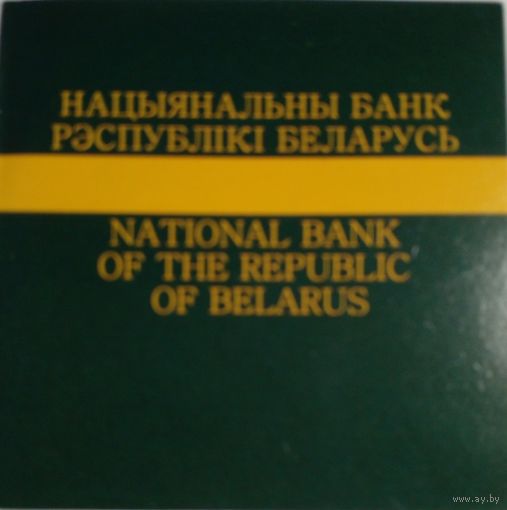 НАЦЫЯНАЛЬНЫ БАНК
РЭСПУБЛІКІ БЕЛАРУСЬ
NATIONAL BANK
OF THE REPUBLIC
OF BELARUS
www.ay.by